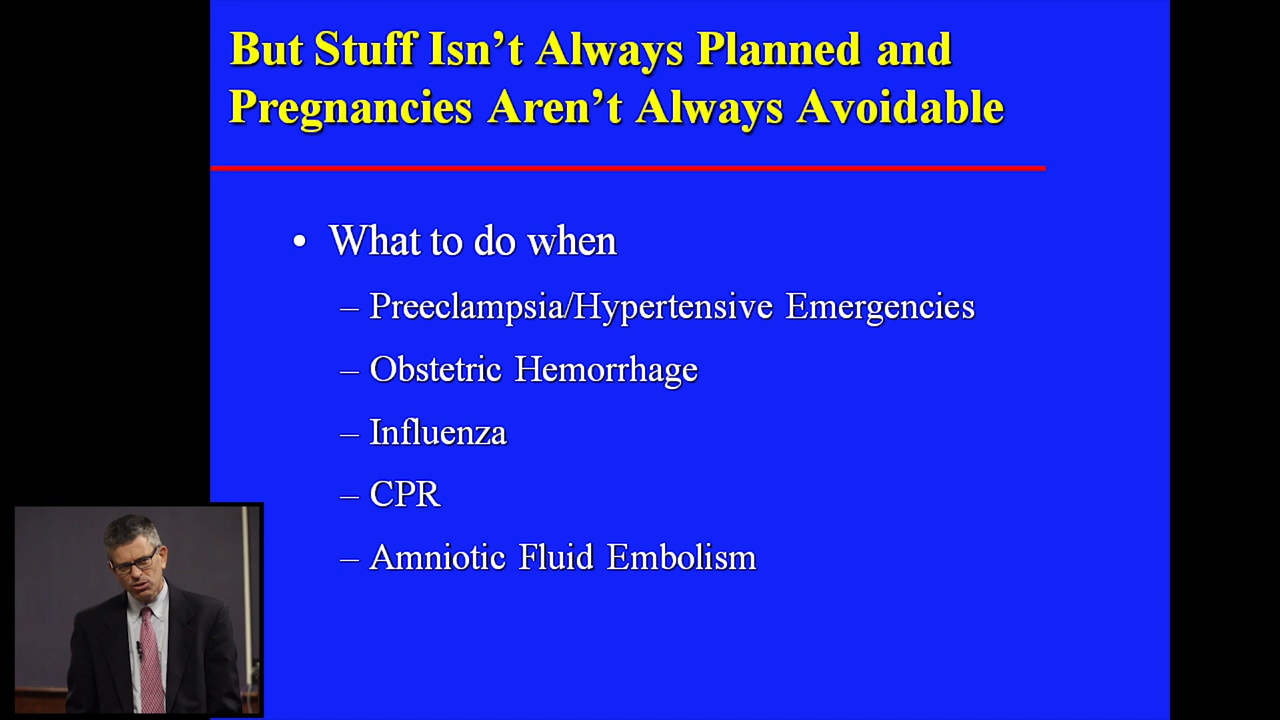 But Stuff Isn’t Always Planned and
Pregnancies Aren’t Always Avoidable
• What to do when
– Preeclampsia/Hypertensive Emergencies
– Obstetric Hemorrhage
– Influenza
– CPR
– Amniotic Fluid Embolism